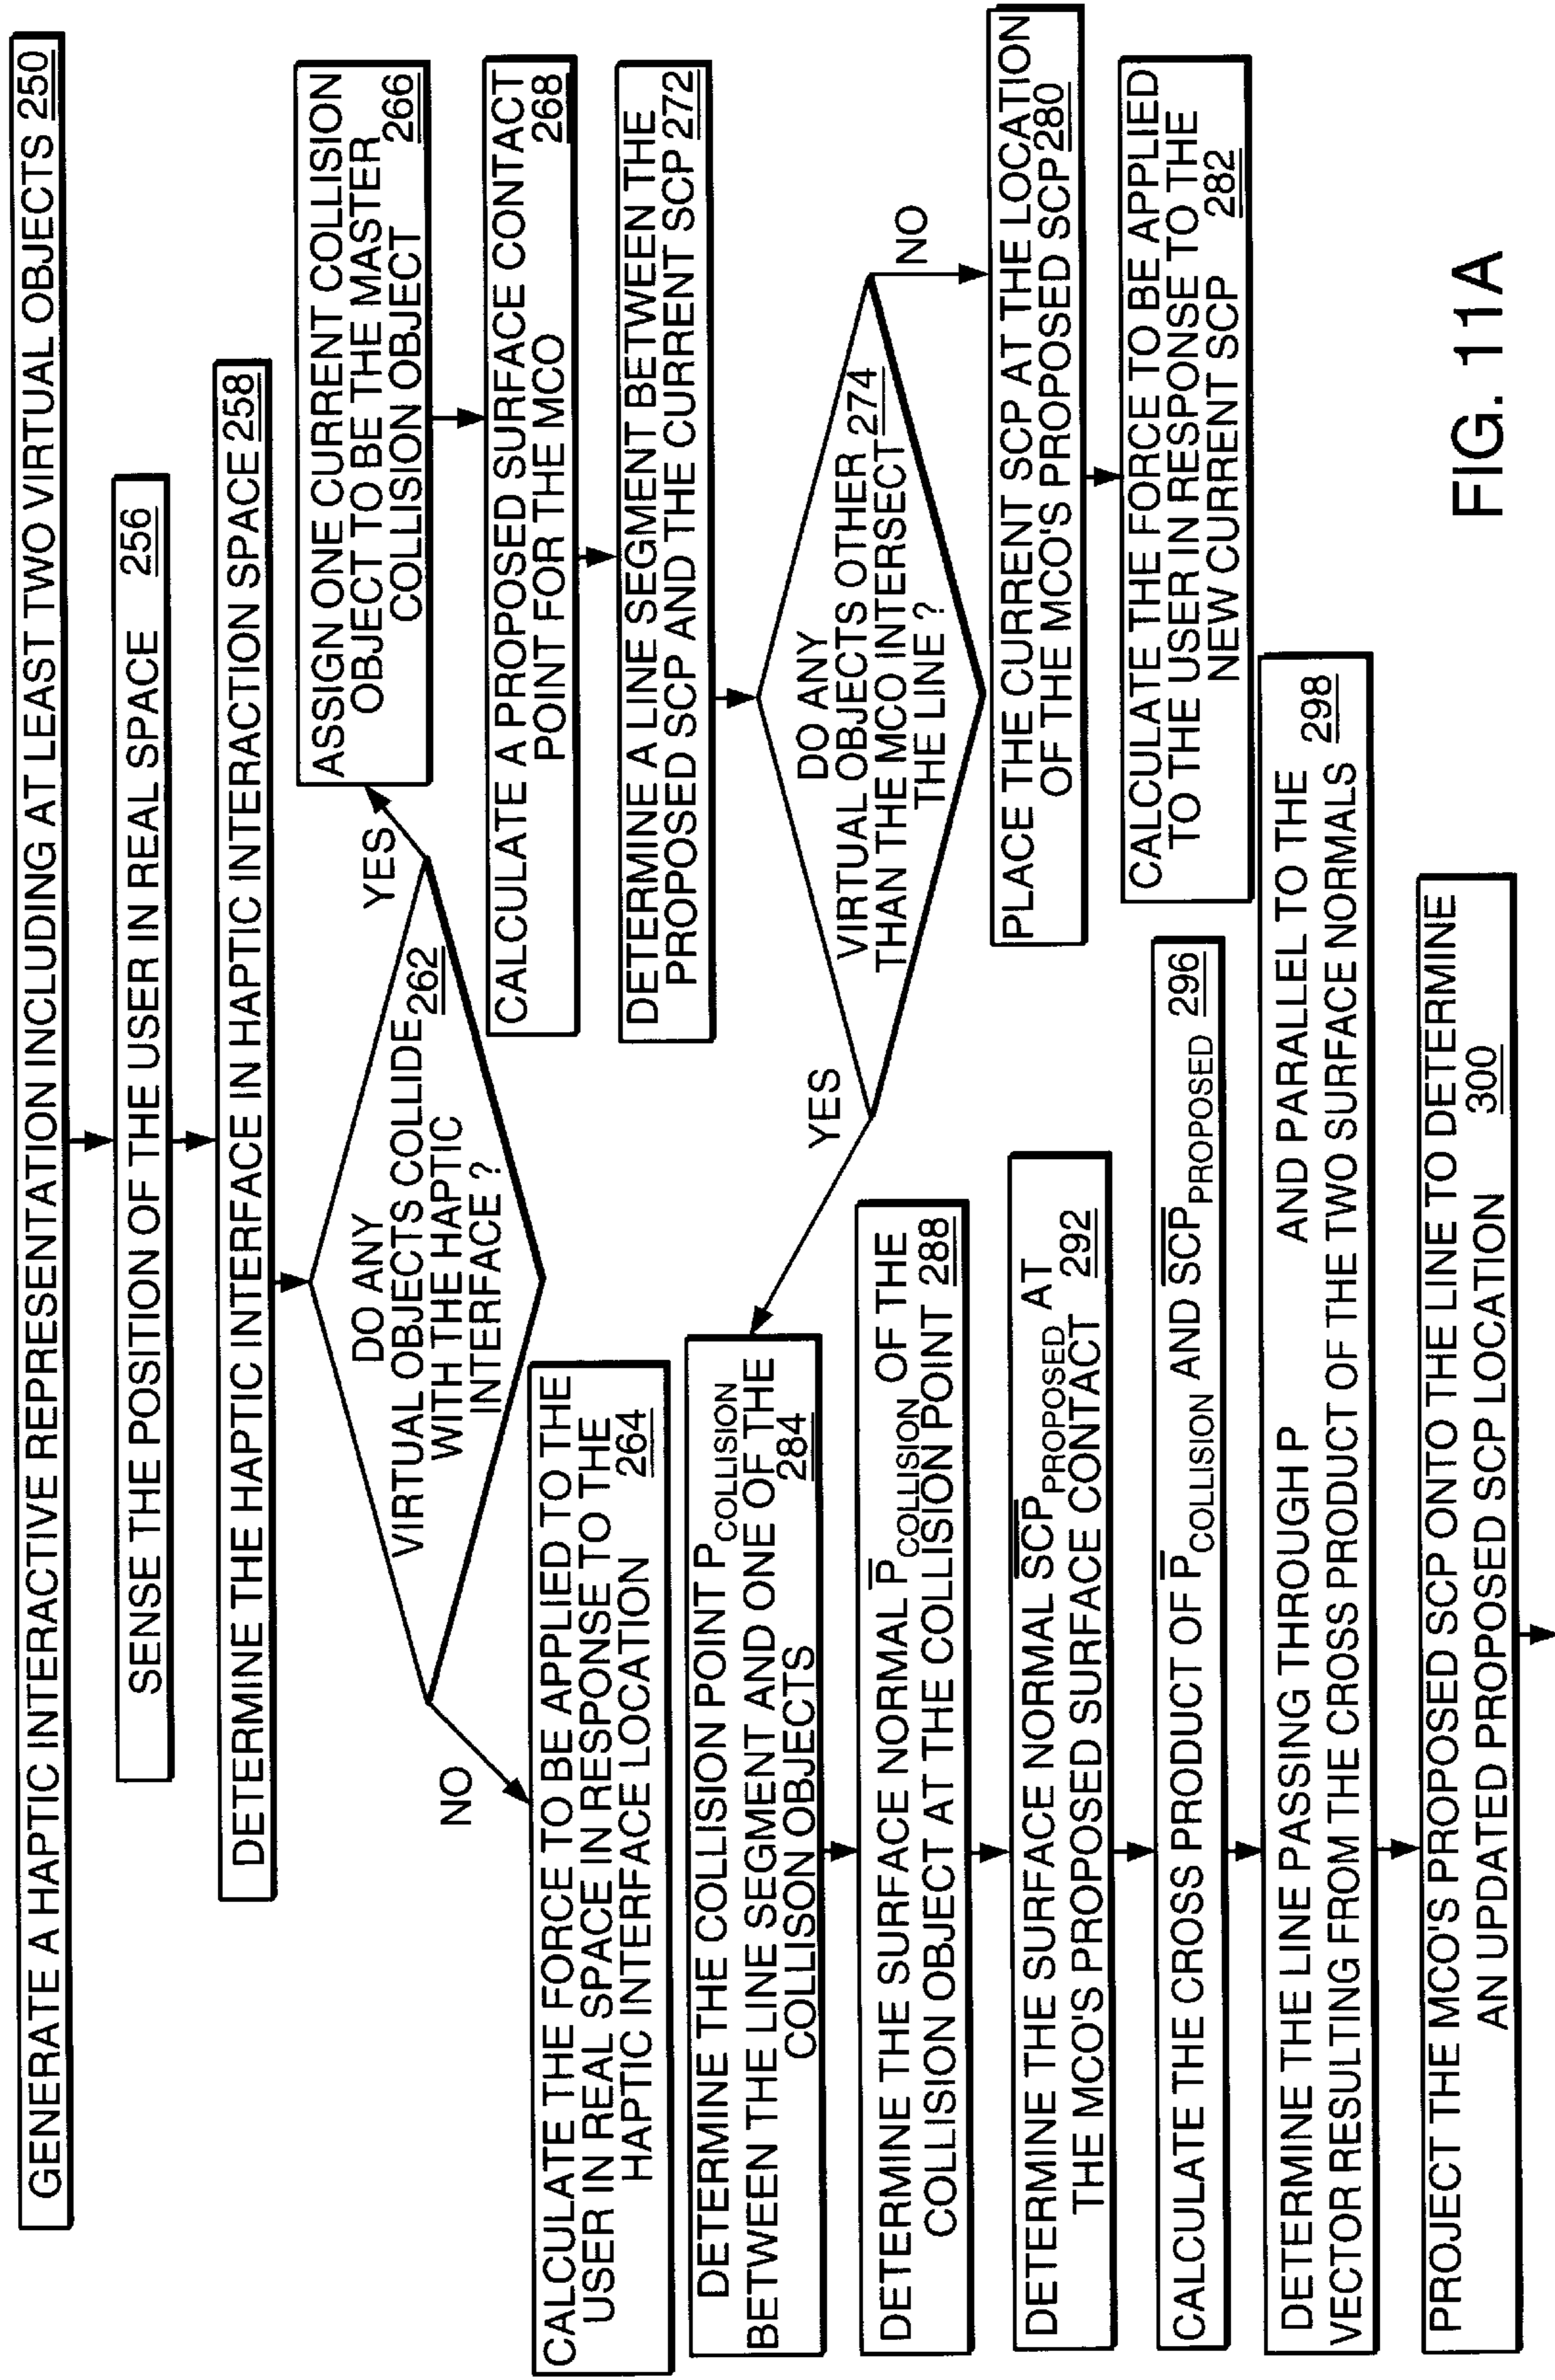 GENERATE A HAPTIC INTERACTIVE REPRESENTATION INCLUDING AT LEAST TWO VIRTUAL OBJECTS 250
SENSE THE POSITION OF THE USER IN REAL SPACE 256
DETERMINE THE HAPTIC INTERFACE IN HAPTIC INTERACTION SPACE 258
DO ANY
VIRTUAL OBJECTS COLLIDE 262
WITH THE HAPTIC
INTERFACE ?
NO
YES
CALCULATE THE FORCE TO BE APPLIED TO THE
USER IN REAL SPACE IN RESPONSE TO THE
HAPTIC INTERFACE LOCATION 264
ASSIGN ONE CURRENT COLLISION
OBJECT TO BE THE MASTER
COLLISION OBJECT 266
CALCULATE A PROPOSED SURFACE CONTACT
POINT FOR THE MCO 268
DETERMINE A LINE SEGMENT BETWEEN THE
PROPOSED SCP AND THE CURRENT SCP 272
DO ANY
VIRTUAL OBJECTS OTHER
THAN THE MCO INTERSECT 274
THE LINE ?
YES
NO
PLACE THE CURRENT SCP AT THE LOCATION
OF THE MCO'S PROPOSED SCP 280
CALCULATE THE FORCE TO BE APPLIED
TO THE USER IN RESPONSE TO THE
NEW CURRENT SCP 282
DETERMINE THE COLLISION POINT P COLLISION
BETWEEN THE LINE SEGMENT AND ONE OF THE
COLLISON OBJECTS 284
DETERMINE THE SURFACE NORMAL P̅ COLLISION OF THE
COLLISION OBJECT AT THE COLLISION POINT 288
DETERMINE THE SURFACE NORMAL S̅CP PROPOSED AT
THE MCO'S PROPOSED SURFACE CONTACT 292
CALCULATE THE CROSS PRODUCT OF P̅ COLLISION AND S̅CP PROPOSED 296
DETERMINE THE LINE PASSING THROUGH P AND PARALLEL TO THE
VECTOR RESULTING FROM THE CROSS PRODUCT OF THE TWO SURFACE NORMALS 298
PROJECT THE MCO'S PROPOSED SCP ONTO THE LINE TO DETERMINE
AN UPDATED PROPOSED SCP LOCATION 300
FIG. 11A